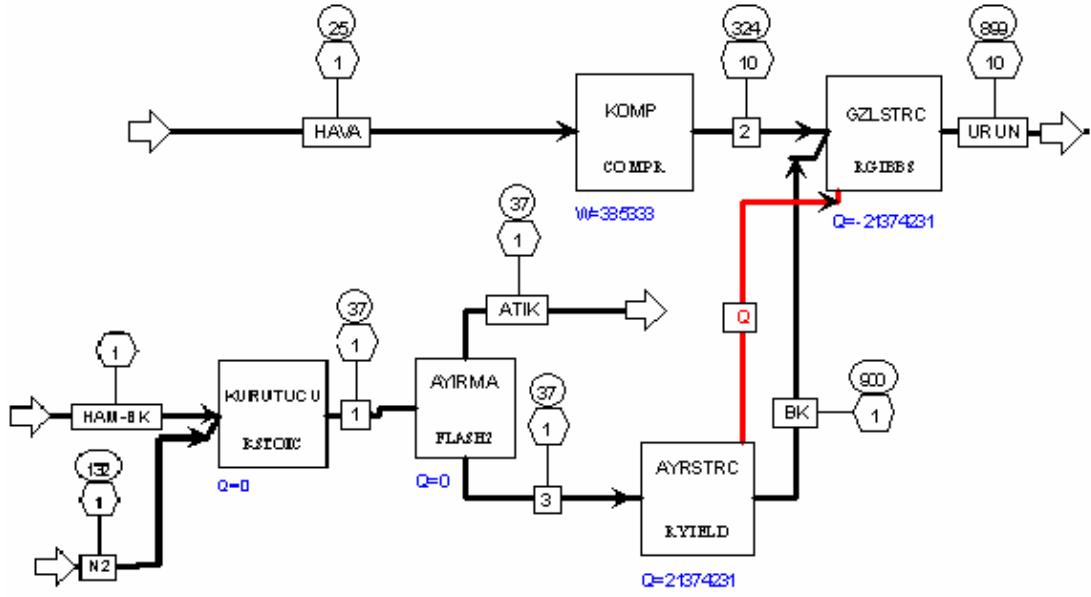 25
1
HAVA
KOMP
COMPR
W=385333
324
10
2
GZLSTRC
RGIBBS
Q=-21374231
899
10
URUN
37
1
ATIK
Q
1
HAM-BK
132
1
N2
KURUTUCU
RSTOIC
Q=0
37
1
1
AYIRMA
FLASH2
Q=0
37
1
3
AYRSTRC
RYIELD
Q=21374231
BK
900
1